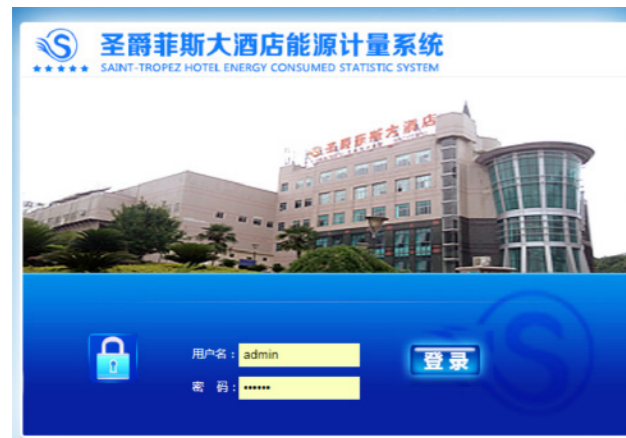 圣爵菲斯大酒店能源计量系统
SAINT-TROPEZ HOTEL ENERGY CONSUMED STATISTIC SYSTEM
圣爵菲斯大酒店
用户名：admin
登录
密 码：••••••